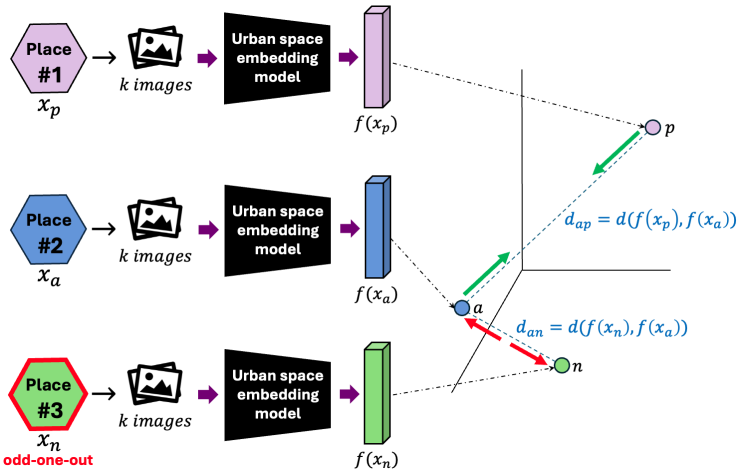 Place
#1
x_p
k images
Urban space
embedding
model
f(x_p)
p
d_ap = d(f(x_p), f(x_a))
Place
#2
x_a
k images
Urban space
embedding
model
f(x_a)
a
d_an = d(f(x_n), f(x_a))
n
Place
#3
x_n
odd-one-out
k images
Urban space
embedding
model
f(x_n)